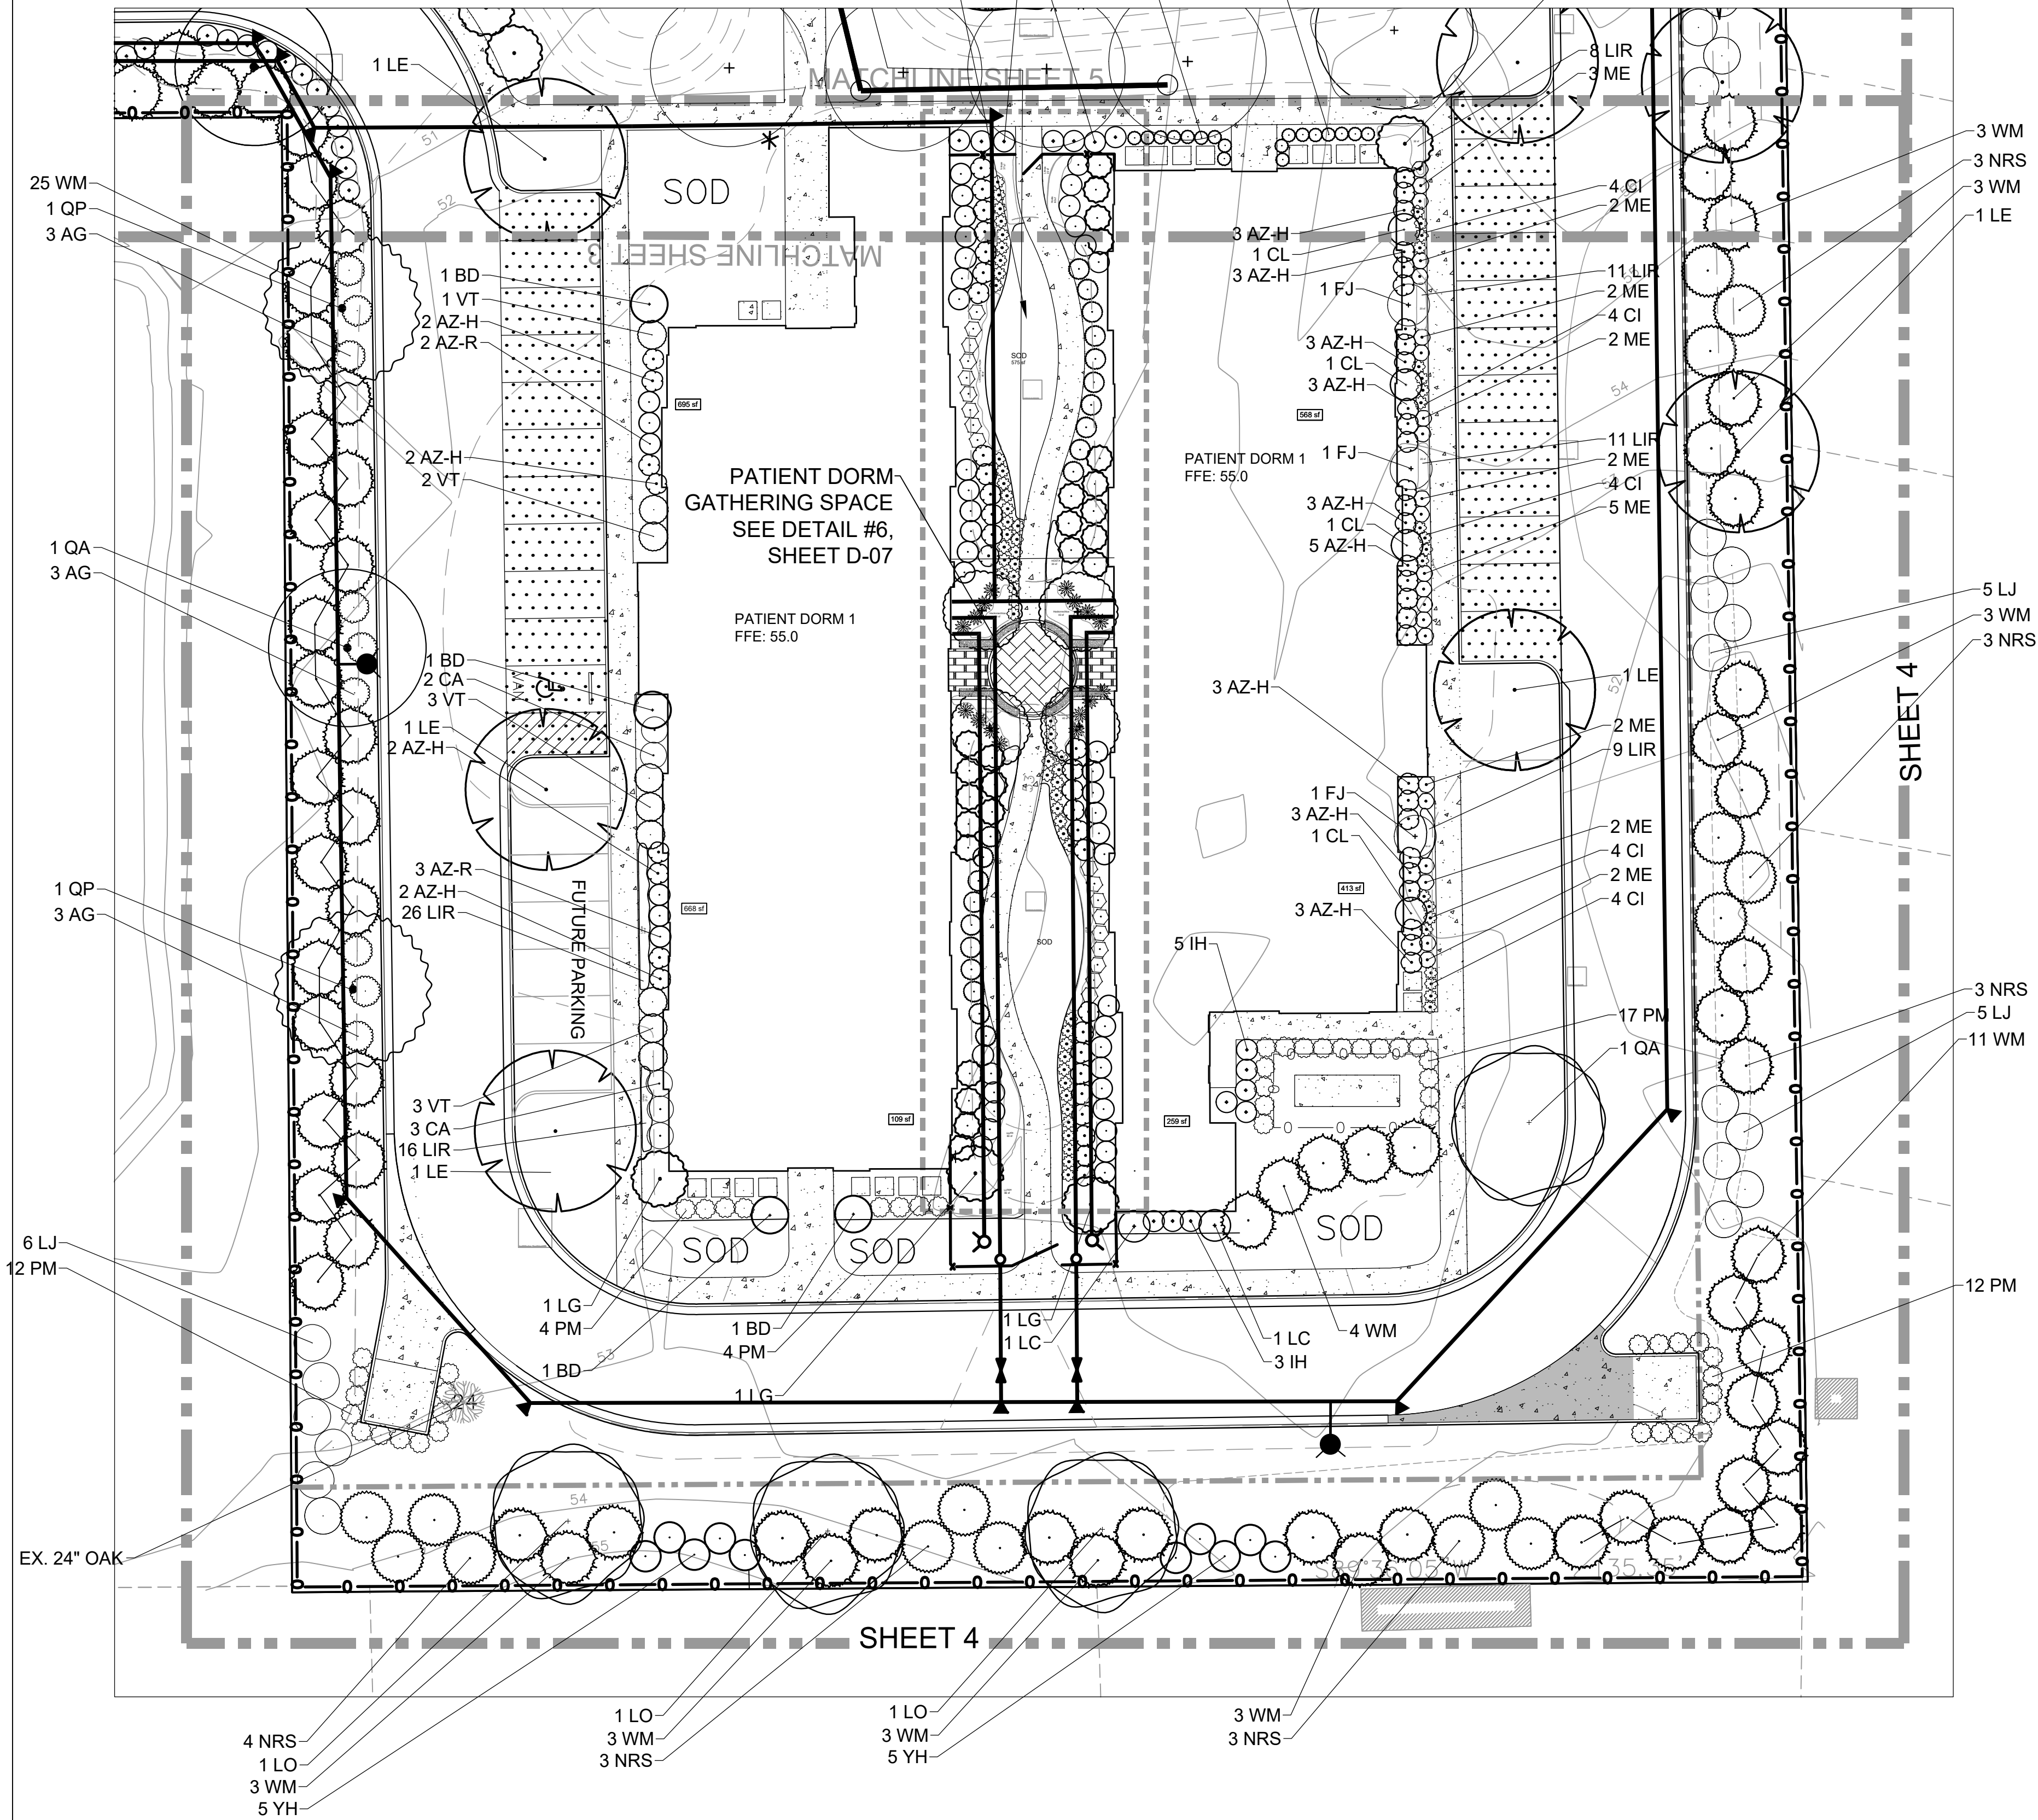 MATCHLINE SHEET 5
1 LE
8 LIR
3 ME
25 WM
1 QP
3 AG
51
52
SOD
MATCHLINE SHEET 3
3 WM
3 NRS
3 WM
1 LE
4 CI
2 ME
3 AZ-H
1 CL
3 AZ-H
1 FJ
11 LIR
2 ME
4 CI
2 ME
1 BD
1 VT
2 AZ-H
2 AZ-R
3 AZ-H
1 CL
3 AZ-H
SOD
575 sf
695 sf
568 sf
54
2 AZ-H
2 VT
PATIENT DORM
GATHERING SPACE
SEE DETAIL #6,
SHEET D-07
PATIENT DORM 1
FFE: 55.0
1 FJ
11 LIR
2 ME
4 CI
5 ME
3 AZ-H
1 CL
5 AZ-H
1 QA
3 AG
PATIENT DORM 1
FFE: 55.0
5 LJ
3 WM
3 NRS
1 BD
2 CA
3 VT
1 LE
2 AZ-H
3 AZ-H
1 LE
52
2 ME
9 LIR
SHEET 4
1 FJ
3 AZ-H
1 CL
2 ME
4 CI
2 ME
4 CI
3 AZ-H
413 sf
1 QP
3 AG
3 AZ-R
2 AZ-H
26 LIR
668 sf
FUTURE PARKING
SOD
5 IH
17 PM
1 QA
3 NRS
5 LJ
11 WM
3 VT
3 CA
16 LIR
1 LE
109 sf
259 sf
6 LJ
12 PM
SOD
SOD
SOD
12 PM
1 LG
4 PM
1 BD
1 BD
4 PM
1 LG
1 LG
1 LC
1 LC
3 IH
4 WM
53
24
54
55
EX. 24" OAK
SHEET 4
4 NRS
1 LO
3 WM
5 YH
1 LO
3 WM
3 NRS
1 LO
3 WM
5 YH
3 WM
3 NRS